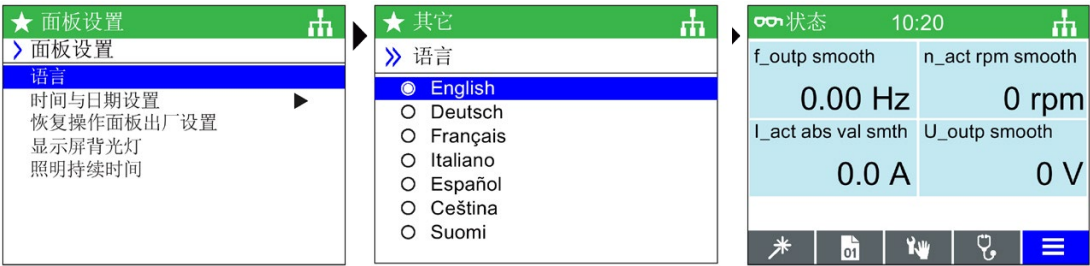 面板设置
面板设置
语言
时间与日期设置
恢复操作面板出厂设置
显示屏背光灯
照明持续时间
其它
语言
English
Deutsch
Français
Italiano
Español
Ceština
Suomi
状态 10:20
f_outp smooth
0.00 Hz
n_act rpm smooth
0 rpm
I_act abs val smth
0.0 A
U_outp smooth
0 V
01